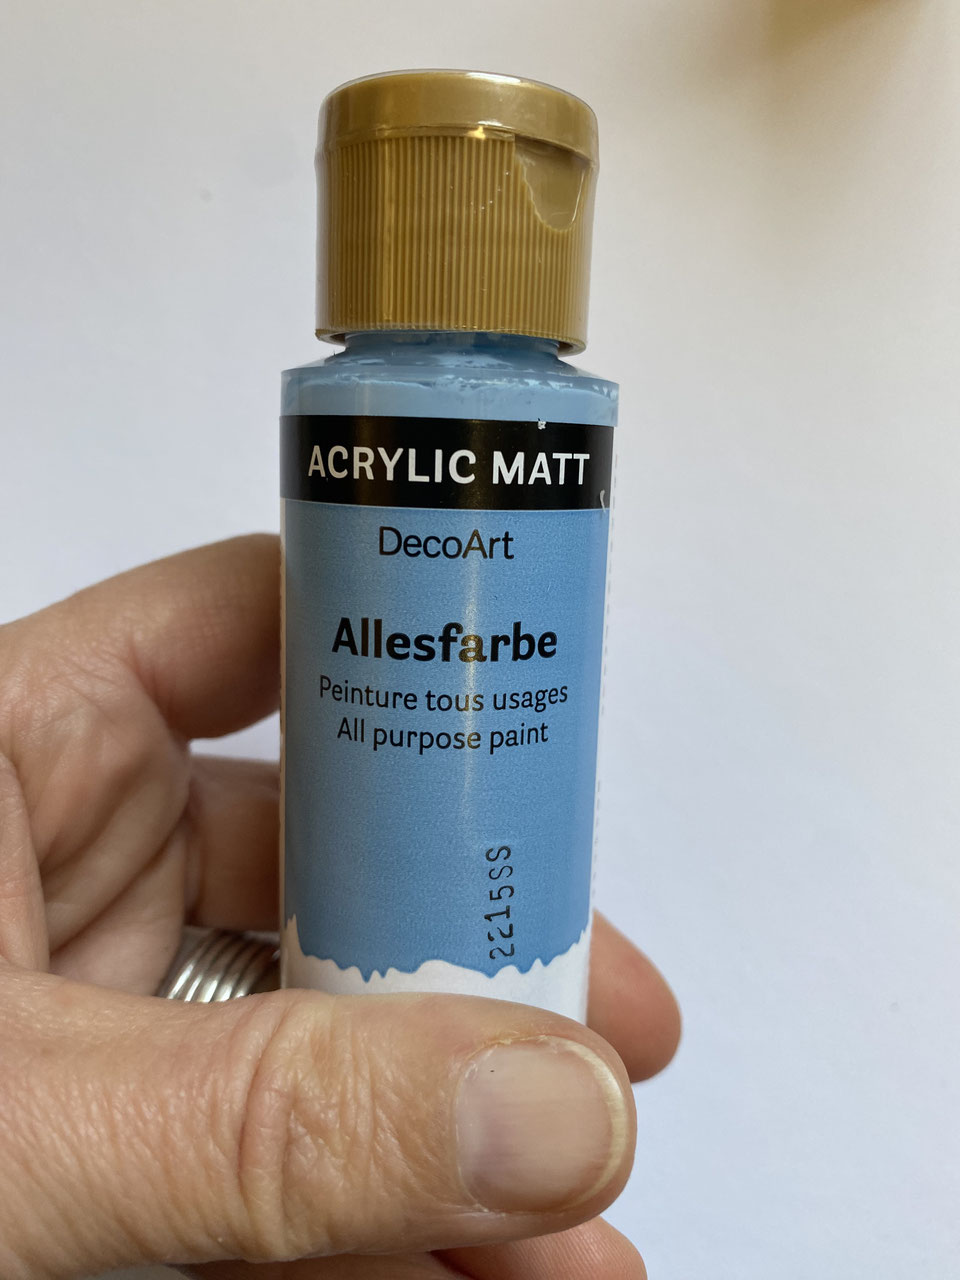 ACRYLIC MATT
DecoArt
Allesfarbe
Peinture tous usages
All purpose paint
2215SS